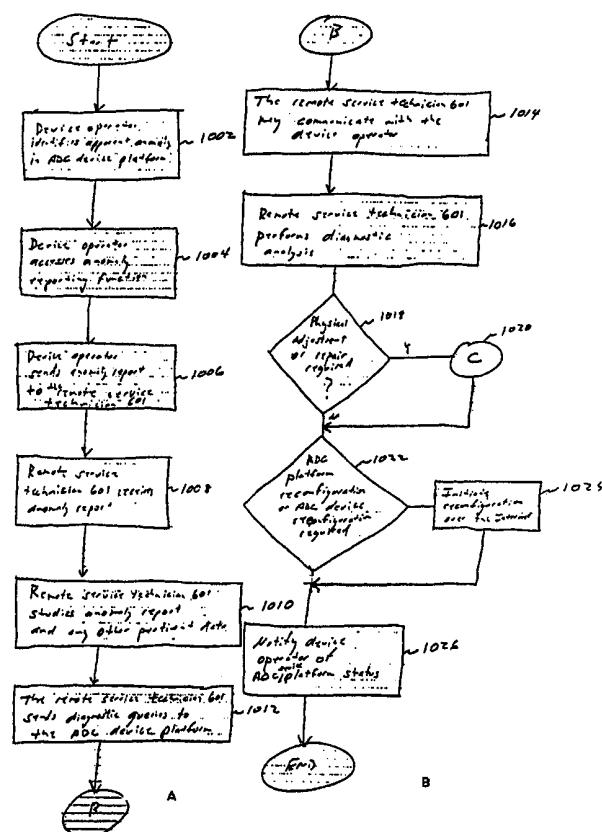 Start
Device operator
identifies apparent anomaly
in ADC device platform
1002
Device operator
accesses anomaly
reporting function
1004
Device operator
sends anomaly report
to the remote service
technician 601
1006
Remote service
technician 601 receives
anomaly report
1008
Remote service technician 601
studies anomaly report
and any other pertinent data
1010
The remote service technician 601
sends diagnostic queries to
the ADC device platform
1012
B
A
B
The remote service technician 601
may communicate with the
device operator
1014
Remote service technician 601
performs diagnostic
analysis
1016
Physical
adjustment
or repair
required
?
Y
N
C
1020
ADC
platform
reconfiguration
or ADC device
reconfiguration
required
1022
Initiate
reconfiguration
over the Internet
Notify device
operator of
ADC platform status
1026
End
B